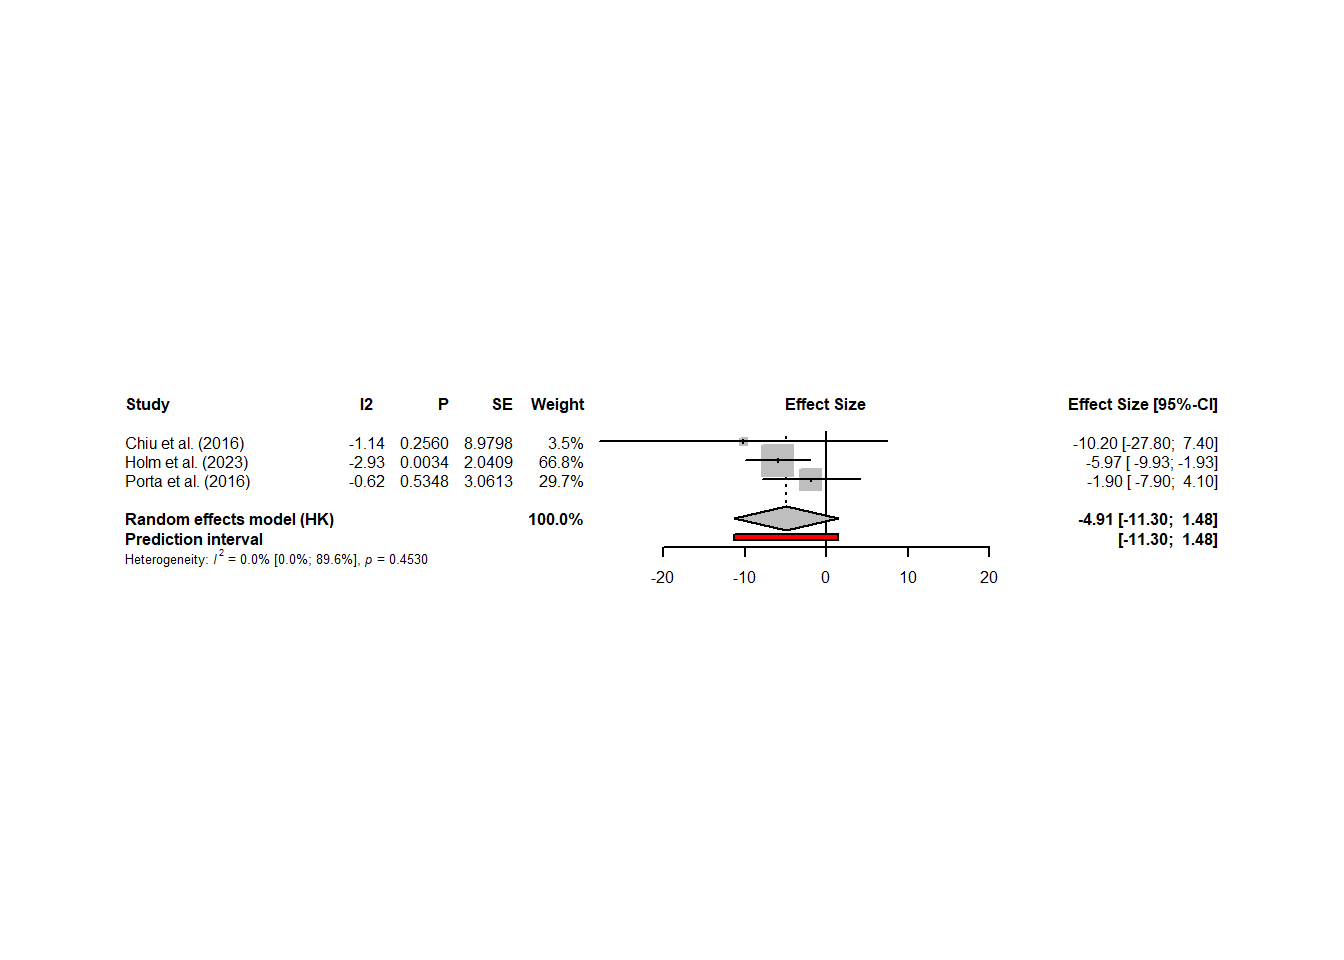 Study I2 P SE Weight Effect Size Effect Size [95%-CI]
Chiu et al. (2016) -1.14 0.2560 8.9798 3.5% -10.20 [-27.80; 7.40]
Holm et al. (2023) -2.93 0.0034 2.0409 66.8% -5.97 [ -9.93; -1.93]
Porta et al. (2016) -0.62 0.5348 3.0613 29.7% -1.90 [ -7.90; 4.10]
Random effects model (HK) 100.0% -4.91 [-11.30; 1.48]
Prediction interval [-11.30; 1.48]
Heterogeneity: I² = 0.0% [0.0%; 89.6%], p = 0.4530
-20 -10 0 10 20